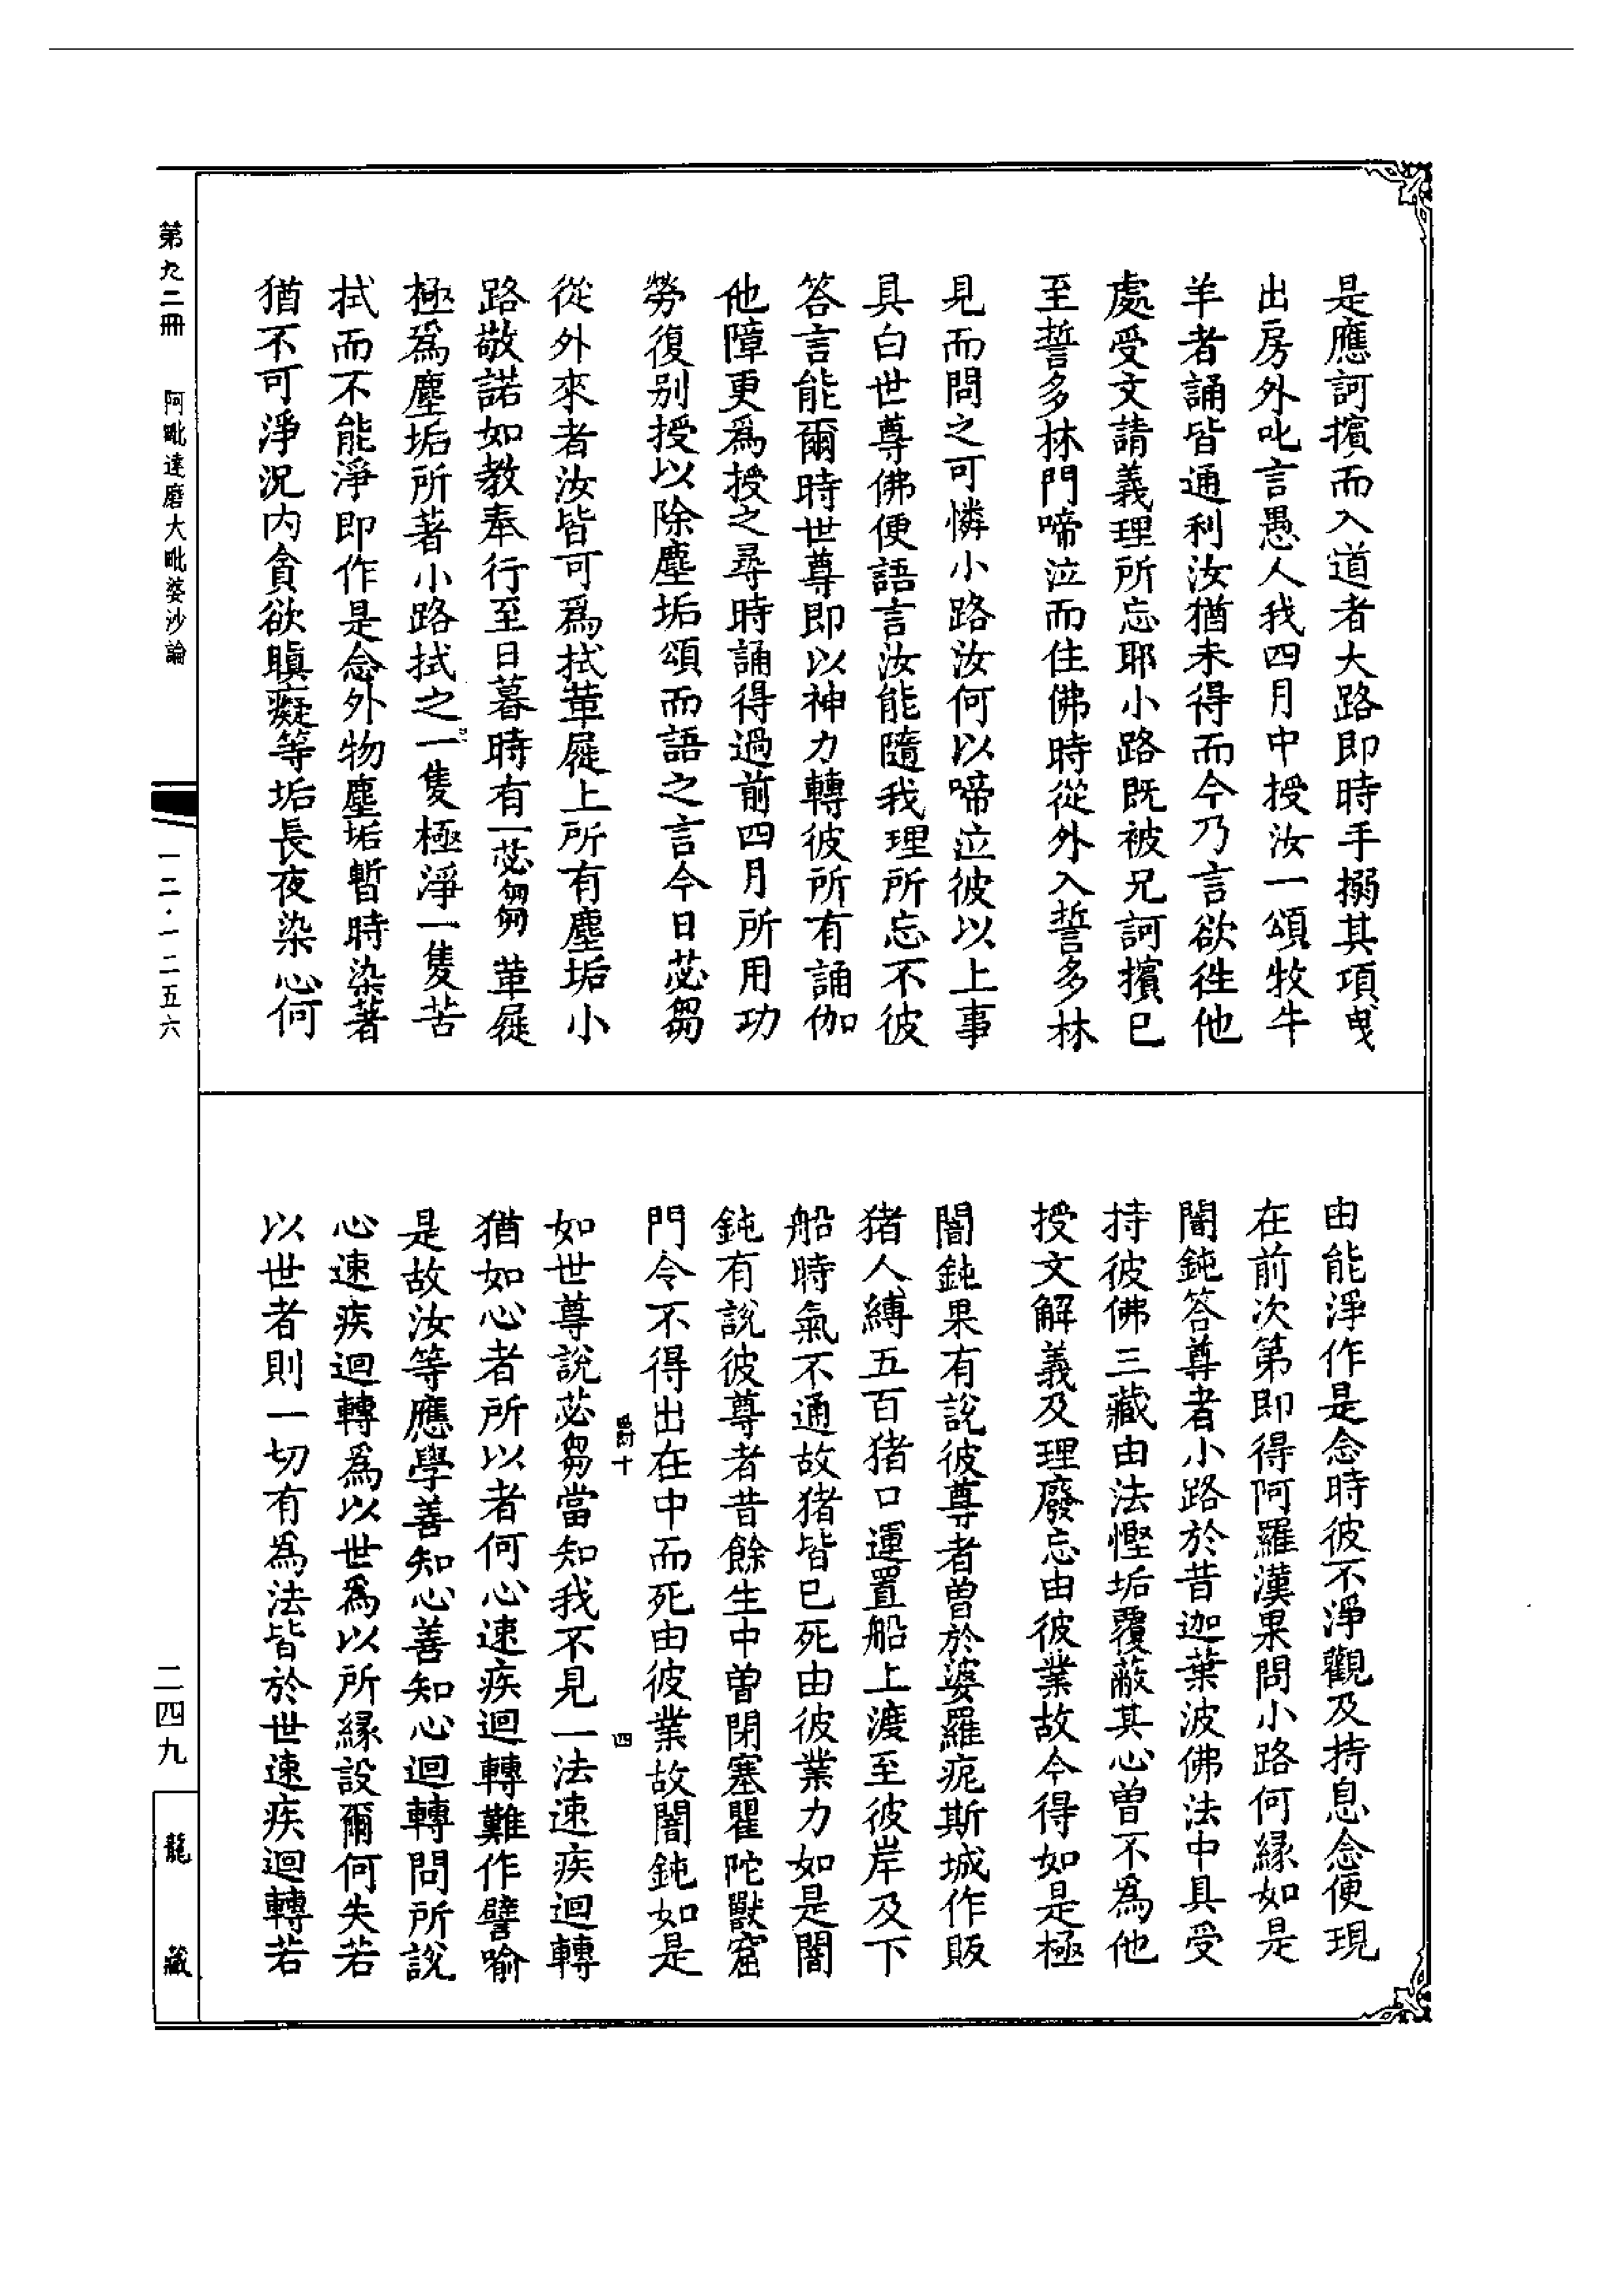 是應訶擯而入道者大路即時手搦其項曳
出房外叱言愚人我四月中授汝一頌牧牛
羊者誦皆通利汝猶未得而今乃言欲徃他
處受文請義理所忘耶小路既被兄訶擯已
至誓多林門啼泣而住佛時從外入誓多林
見而問之可憐小路汝何以啼泣彼以上事
具白世尊佛便語言汝能隨我理所忘不彼
答言能爾時世尊即以神力轉彼所有誦伽
他障更爲授之尋時誦得過前四月所用功
勞復别授以除塵垢頌而語之言今日苾芻
從外來者汝皆可爲拭革屣上所有塵垢小
路敬諾如教奉行至日暮時有一苾芻革屣
極爲塵垢所著小路拭之一隻極淨一隻苦
拭而不能淨即作是念外物塵垢暫時染著
猶不可淨況内貪欲瞋癡等垢長夜染心何
由能淨作是念時彼不淨觀及持息念便現
在前次第即得阿羅漢果問小路何縁如是
闇鈍答尊者小路於昔迦葉波佛法中具受
持彼佛三藏由法慳垢覆蔽其心曽不為他
授文解義及理廢忘由彼業故今得如是極
闇鈍果有說彼尊者曽於婆羅痆斯城作販
猪人縛五百猪口運置船上渡至彼岸及下
船時氣不通故猪皆已死由彼業力如是闇
鈍有說彼尊者昔餘生中曽閉塞瞿陀獸窟
門令不得出在中而死由彼業故闇鈍如是
爵十 四
如世尊說苾芻當知我不見一法速疾迴轉
猶如心者所以者何心速疾迴轉難作譬喻
是故汝等應學善知心善知心迴轉問所說
心速疾迴轉為以世爲以所縁設爾何失若
以世者則一切有為法皆於世速疾迴轉若
第九二冊 阿毗達磨大毗婆沙論 一二·一二五六 二四九
龍藏